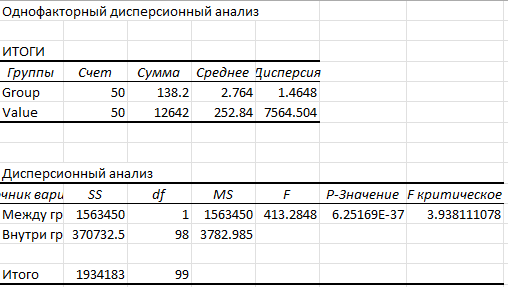 Однофакторный дисперсионный анализ
ИТОГИ
Группы Счет Сумма Среднее Дисперсия
Group 50 138.2 2.764 1.4648
Value 50 12642 252.84 7564.504
Дисперсионный анализ
чник вари SS df MS F P-Значение F критическое
Между гр 1563450 1 1563450 413.2848 6.25169E-37 3.938111078
Внутри гр 370732.5 98 3782.985
Итого 1934183 99